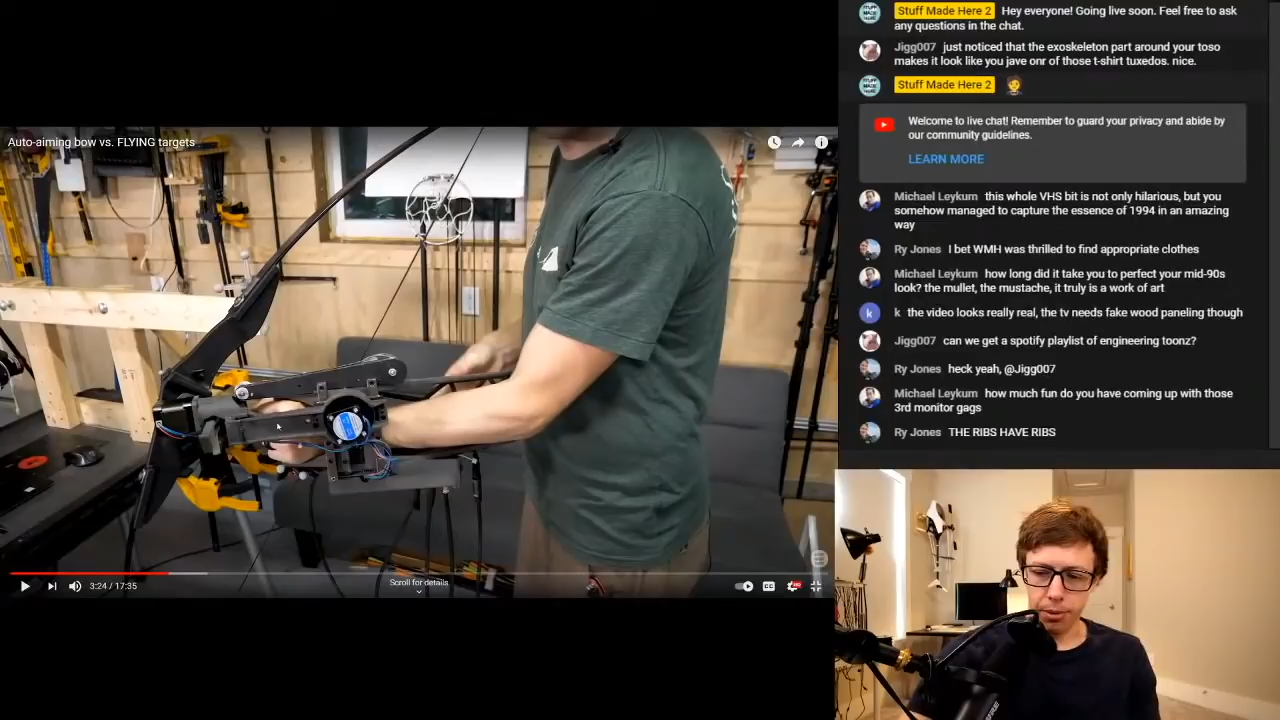 Auto-aiming bow vs. FLYING targets
3:24 / 17:35
Scroll for details
CC
HD
Stuff Made Here 2 Hey everyone! Going live soon. Feel free to ask
any questions in the chat.
Jigg007 just noticed that the exoskeleton part around your toso
makes it look like you jave onr of those t-shirt tuxedos. nice.
Stuff Made Here 2
Welcome to live chat! Remember to guard your privacy and abide by
our community guidelines.
LEARN MORE
Michael Leykum this whole VHS bit is not only hilarious, but you
somehow managed to capture the essence of 1994 in an amazing
way
Ry Jones I bet WMH was thrilled to find appropriate clothes
Michael Leykum how long did it take you to perfect your mid-90s
look? the mullet, the mustache, it truly is a work of art
k k the video looks really real, the tv needs fake wood paneling though
Jigg007 can we get a spotify playlist of engineering toonz?
Ry Jones heck yeah, @Jigg007
Michael Leykum how much fun do you have coming up with those
3rd monitor gags
Ry Jones THE RIBS HAVE RIBS